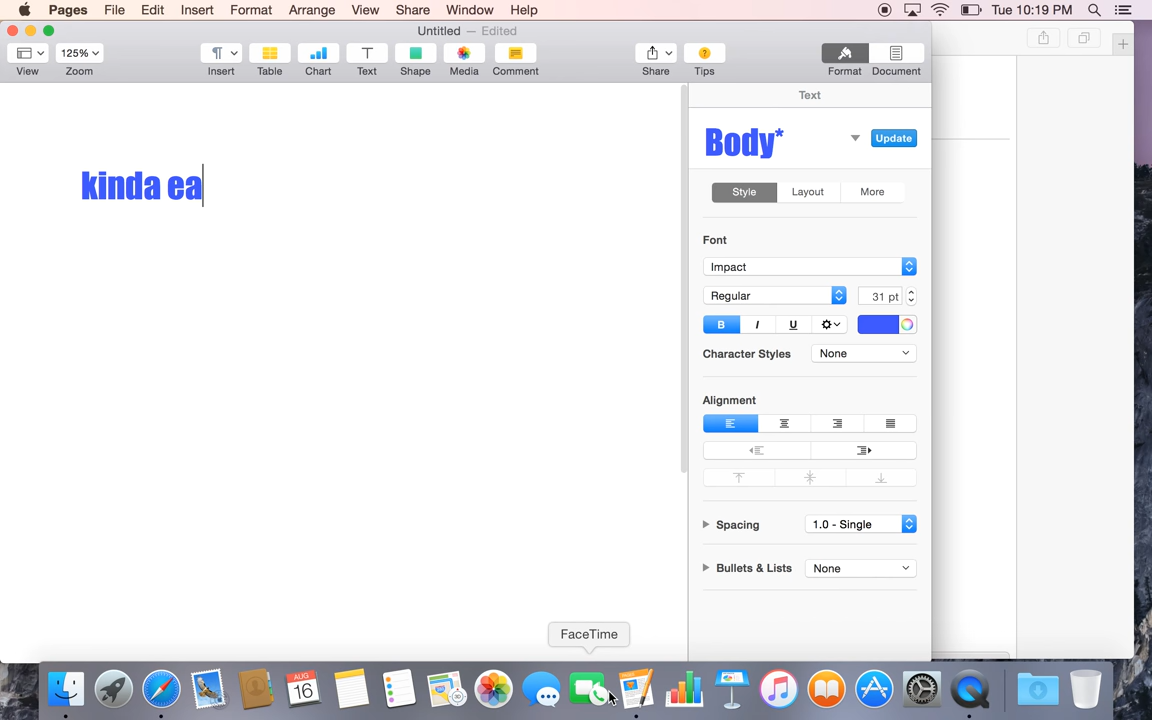 Pages File Edit Insert Format Arrange View Share Window Help Tue 10:19 PM
Untitled — Edited
125%
View Zoom Insert Table Chart Text Shape Media Comment Share Tips Format Document
Text
Body* Update
kinda ea
Style Layout More
Font
Impact
Regular 31 pt
B I U
Character Styles None
Alignment
Spacing 1.0 - Single
Bullets & Lists None
FaceTime
AUG
16
3D